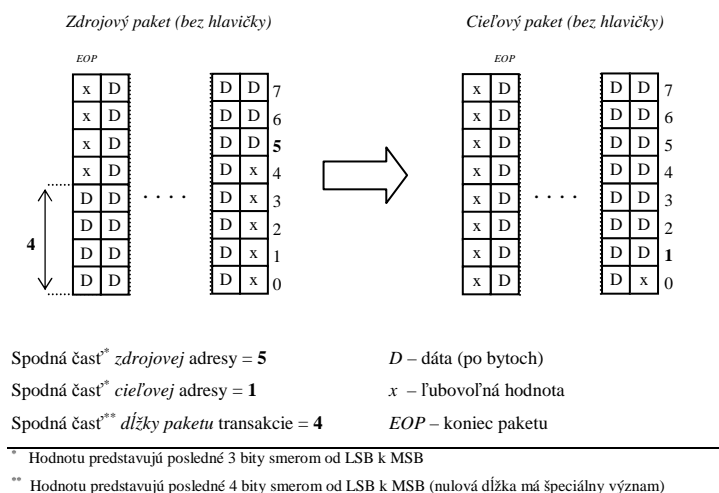 Zdrojový paket (bez hlavičky) Cieľový paket (bez hlavičky)
EOP EOP
x D D D 7 x D D D 7
x D D D 6 x D D D 6
x D D D 5 x D D D 5
x D D x 4 x D D D 4
D D D x 3 x D D D 3
D D D x 2 x D D D 2
D D D x 1 x D D D 1
D D D x 0 x D D x 0
. . . . . . . .
4
Spodná časť* zdrojovej adresy = 5 D – dáta (po bytoch)
Spodná časť* cieľovej adresy = 1 x – ľubovoľná hodnota
Spodná časť** dĺžky paketu transakcie = 4 EOP – koniec paketu
* Hodnotu predstavujú posledné 3 bity smerom od LSB k MSB
** Hodnotu predstavujú posledné 4 bity smerom od LSB k MSB (nulová dĺžka má špeciálny význam)